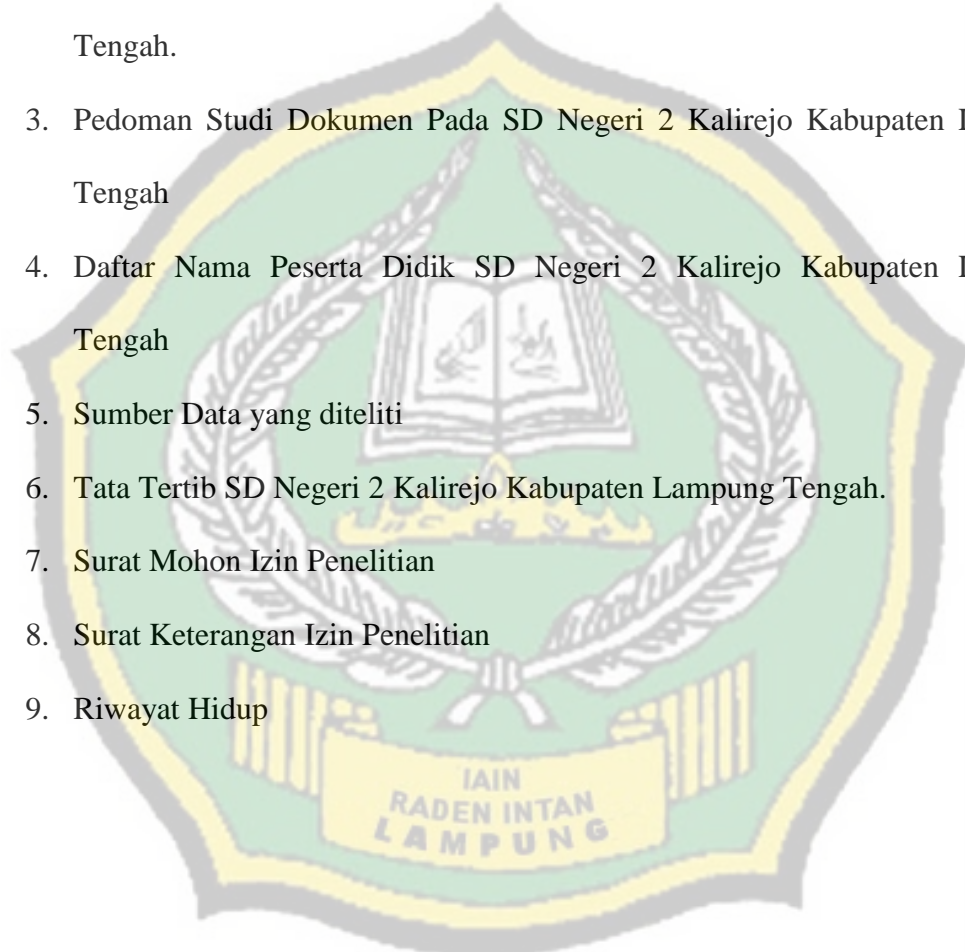 Tengah.
3. Pedoman Studi Dokumen Pada SD Negeri 2 Kalirejo Kabupaten
Tengah
4. Daftar Nama Peserta Didik SD Negeri 2 Kalirejo Kabupaten
Tengah
5. Sumber Data yang diteliti
6. Tata Tertib SD Negeri 2 Kalirejo Kabupaten Lampung Tengah.
7. Surat Mohon Izin Penelitian
8. Surat Keterangan Izin Penelitian
9. Riwayat Hidup
IAIN
RADEN INTAN
LAMPUNG